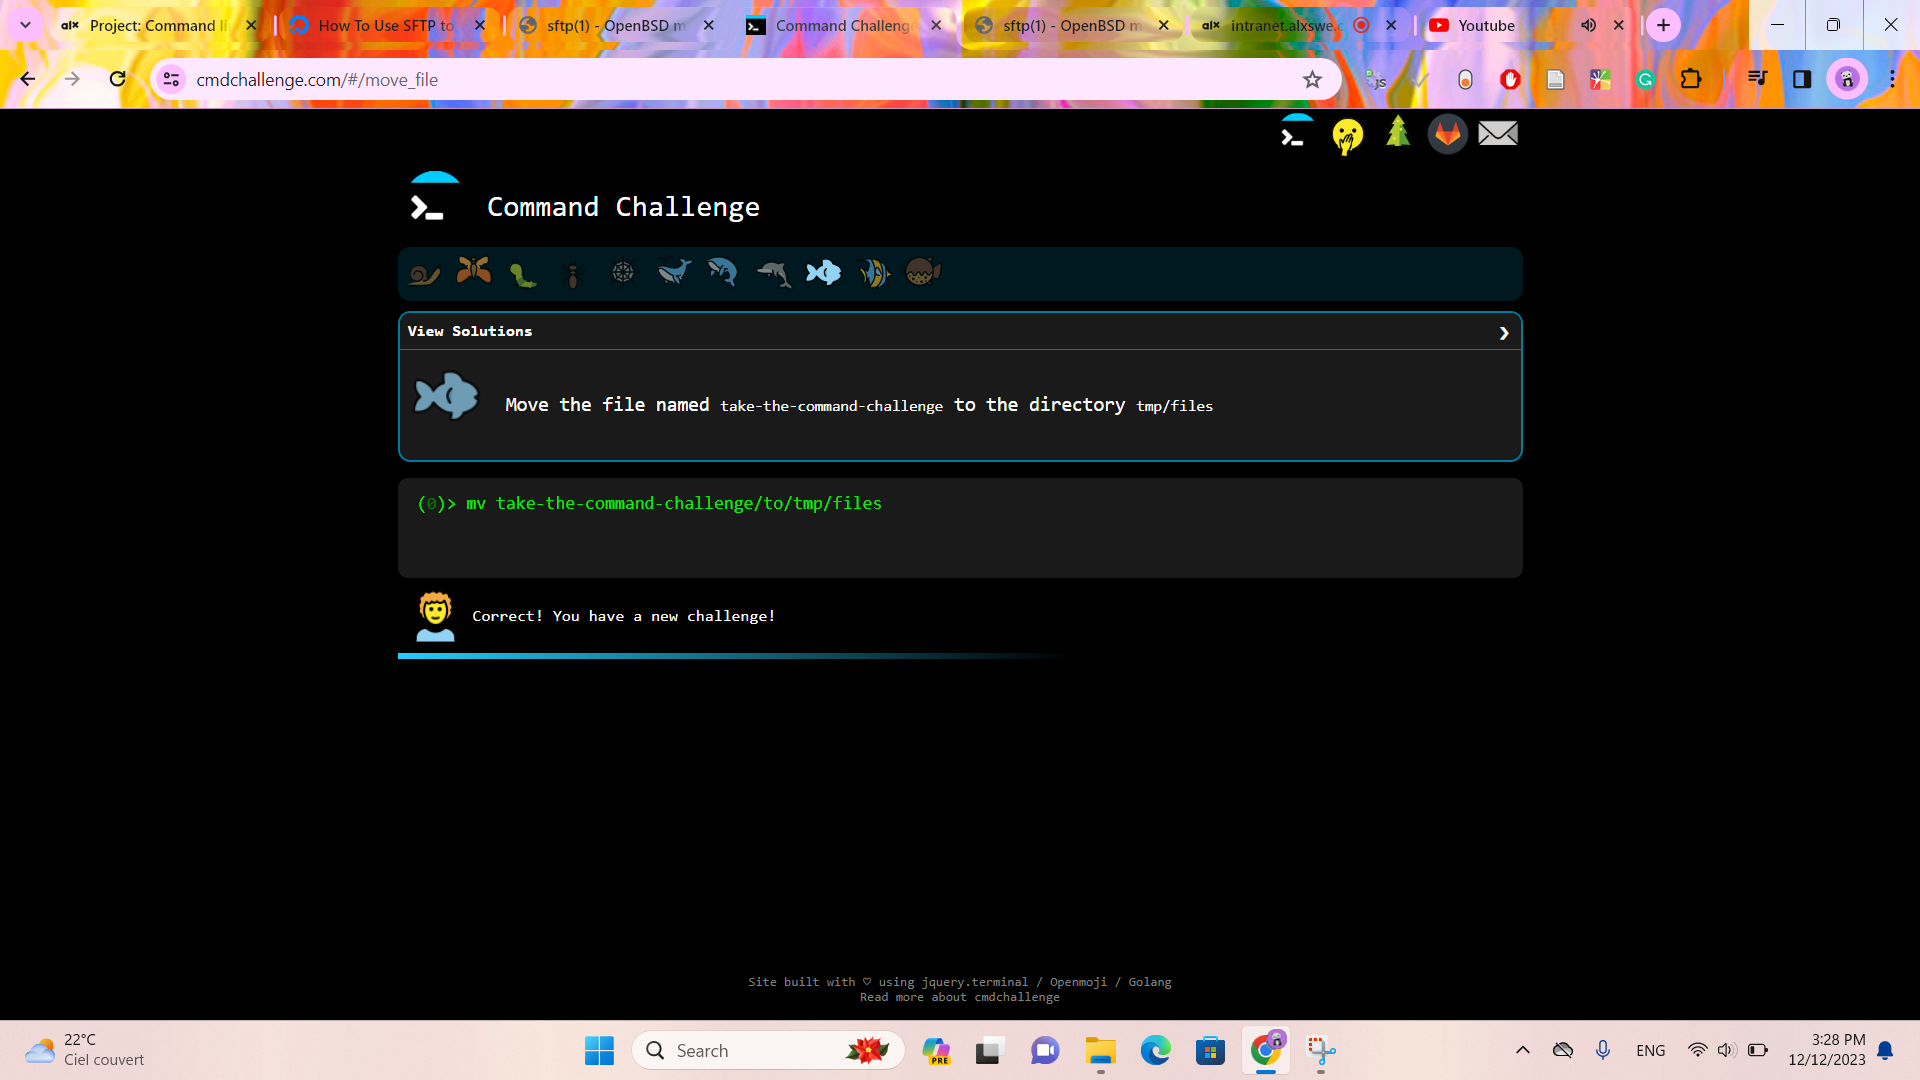 Project: Command li
How To Use SFTP to
sftp(1) - OpenBSD m
Command Challenge
sftp(1) - OpenBSD m
intranet.alxswe.c
Youtube
cmdchallenge.com/#/move_file
Command Challenge
View Solutions
Move the file named take-the-command-challenge to the directory tmp/files
(0)> mv take-the-command-challenge/to/tmp/files
Correct! You have a new challenge!
Site built with ♡ using jquery.terminal / Openmoji / Golang
Read more about cmdchallenge
22°C
Ciel couvert
Search
PRE
ENG
3:28 PM
12/12/2023